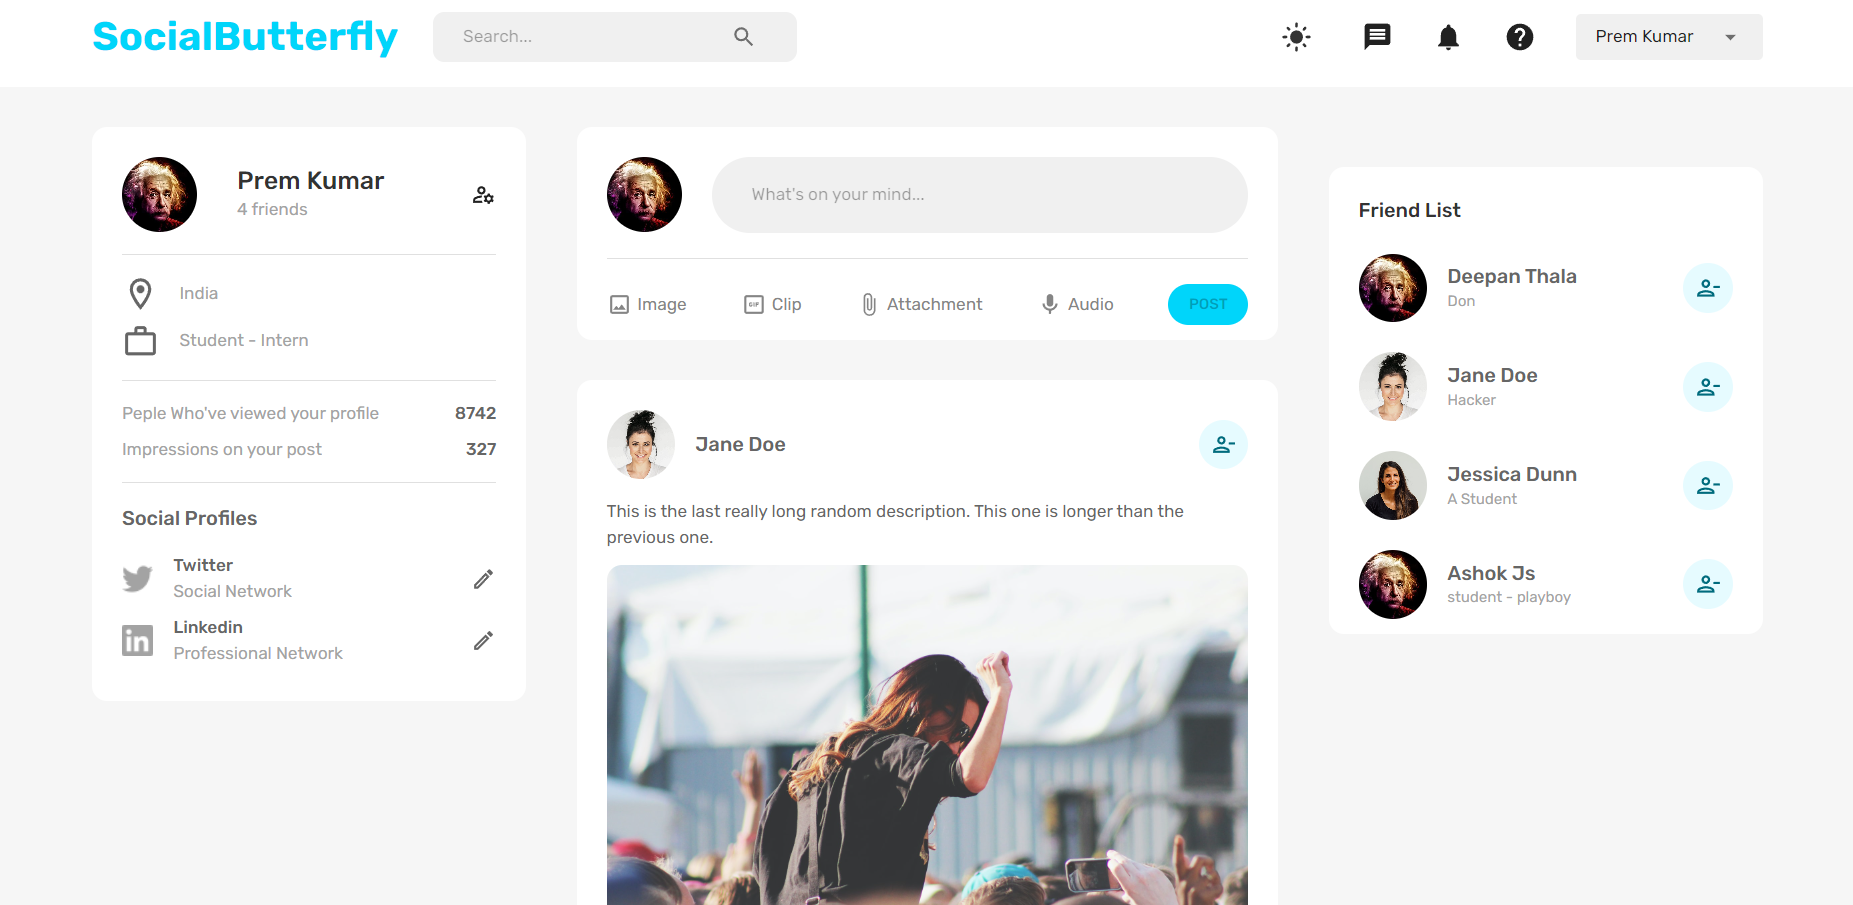 SocialButterfly
Search...
Prem Kumar
Prem Kumar
4 friends
India
Student - Intern
Peple Who've viewed your profile 8742
Impressions on your post 327
Social Profiles
Twitter
Social Network
Linkedin
Professional Network
What's on your mind...
Image
GIF
Clip
Attachment
Audio
POST
Jane Doe
This is the last really long random description. This one is longer than the
previous one.
Friend List
Deepan Thala
Don
Jane Doe
Hacker
Jessica Dunn
A Student
Ashok Js
student - playboy